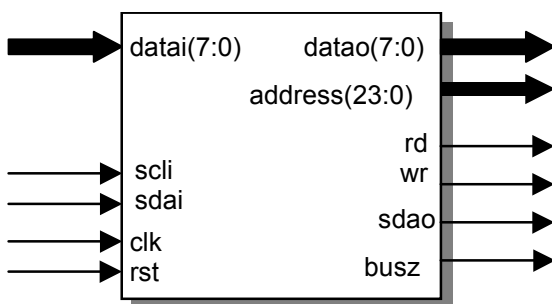 datai(7:0) datao(7:0)
address(23:0)
rd
scli
wr
sdai
sdao
clk
busz
rst